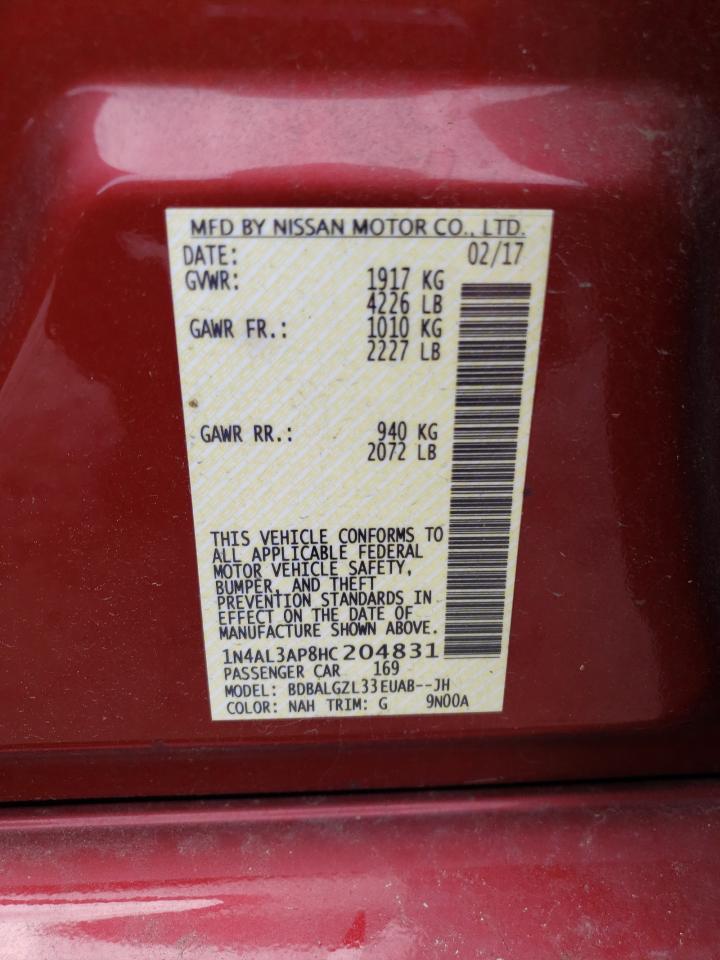 MFD BY NISSAN MOTOR CO., LTD.
DATE: 02/17
GVWR: 1917 KG
4226 LB
GAWR FR.: 1010 KG
2227 LB
GAWR RR.: 940 KG
2072 LB
THIS VEHICLE CONFORMS TO
ALL APPLICABLE FEDERAL
MOTOR VEHICLE SAFETY,
BUMPER, AND THEFT
PREVENTION STANDARDS IN
EFFECT ON THE DATE OF
MANUFACTURE SHOWN ABOVE.
1N4AL3AP8HC204831
PASSENGER CAR 169
MODEL: BDBALGZL33EUAB--JH
COLOR: NAH TRIM: G 9N00A